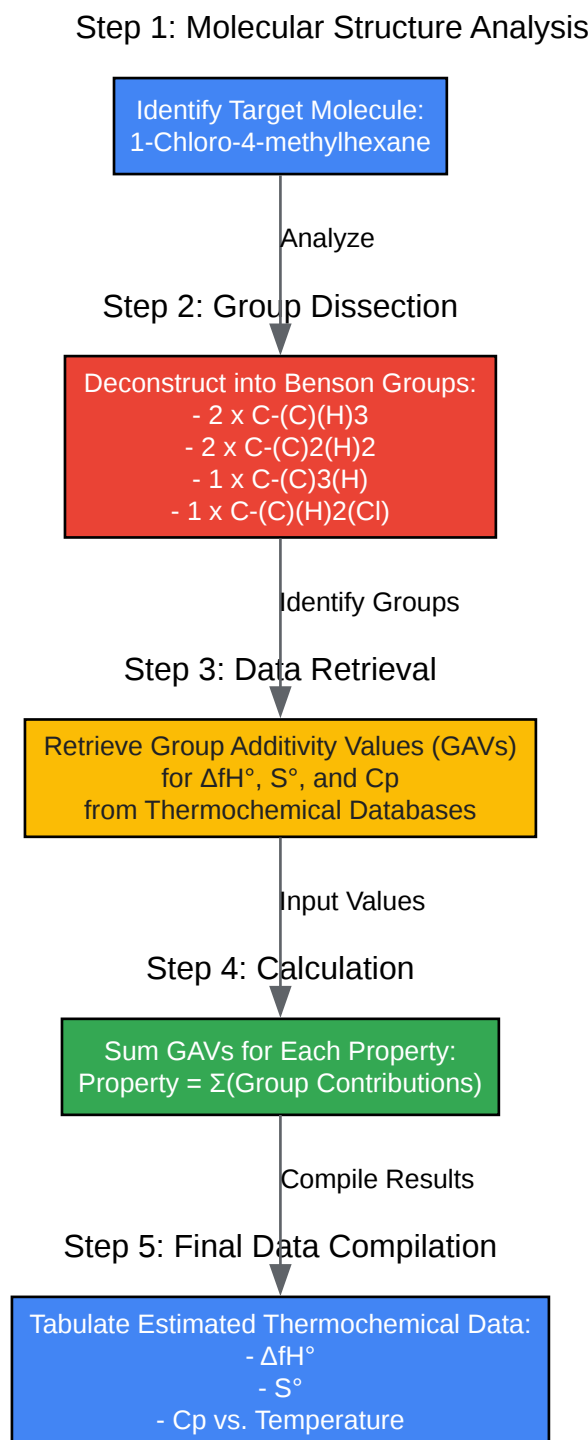 Step 1: Molecular Structure Analysis
Identify Target Molecule:
1-Chloro-4-methylhexane
Analyze
Step 2: Group Dissection
Deconstruct into Benson Groups:
- 2 x C-(C)(H)3
- 2 x C-(C)2(H)2
- 1 x C-(C)3(H)
- 1 x C-(C)(H)2(Cl)
Identify Groups
Step 3: Data Retrieval
Retrieve Group Additivity Values (GAVs)
for ΔfH°, S°, and Cp
from Thermochemical Databases
Input Values
Step 4: Calculation
Sum GAVs for Each Property:
Property = Σ(Group Contributions)
Compile Results
Step 5: Final Data Compilation
Tabulate Estimated Thermochemical Data:
- ΔfH°
- S°
- Cp vs. Temperature